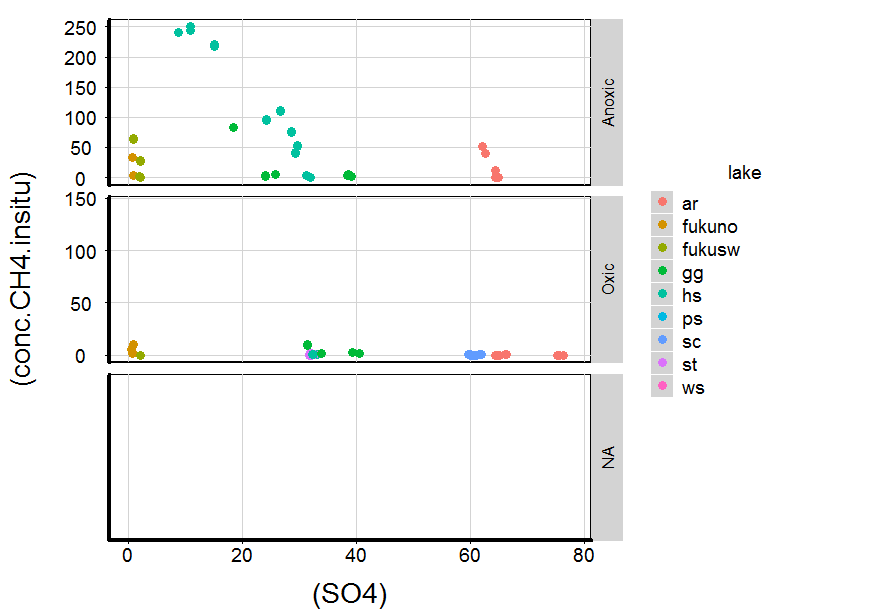 250
200
150
100
50
0
Anoxic
150
100
50
0
Oxic
NA
0 20 40 60 80
(SO4)
(conc.CH4.insitu)
lake
ar
fukuno
fukusw
gg
hs
ps
sc
st
ws